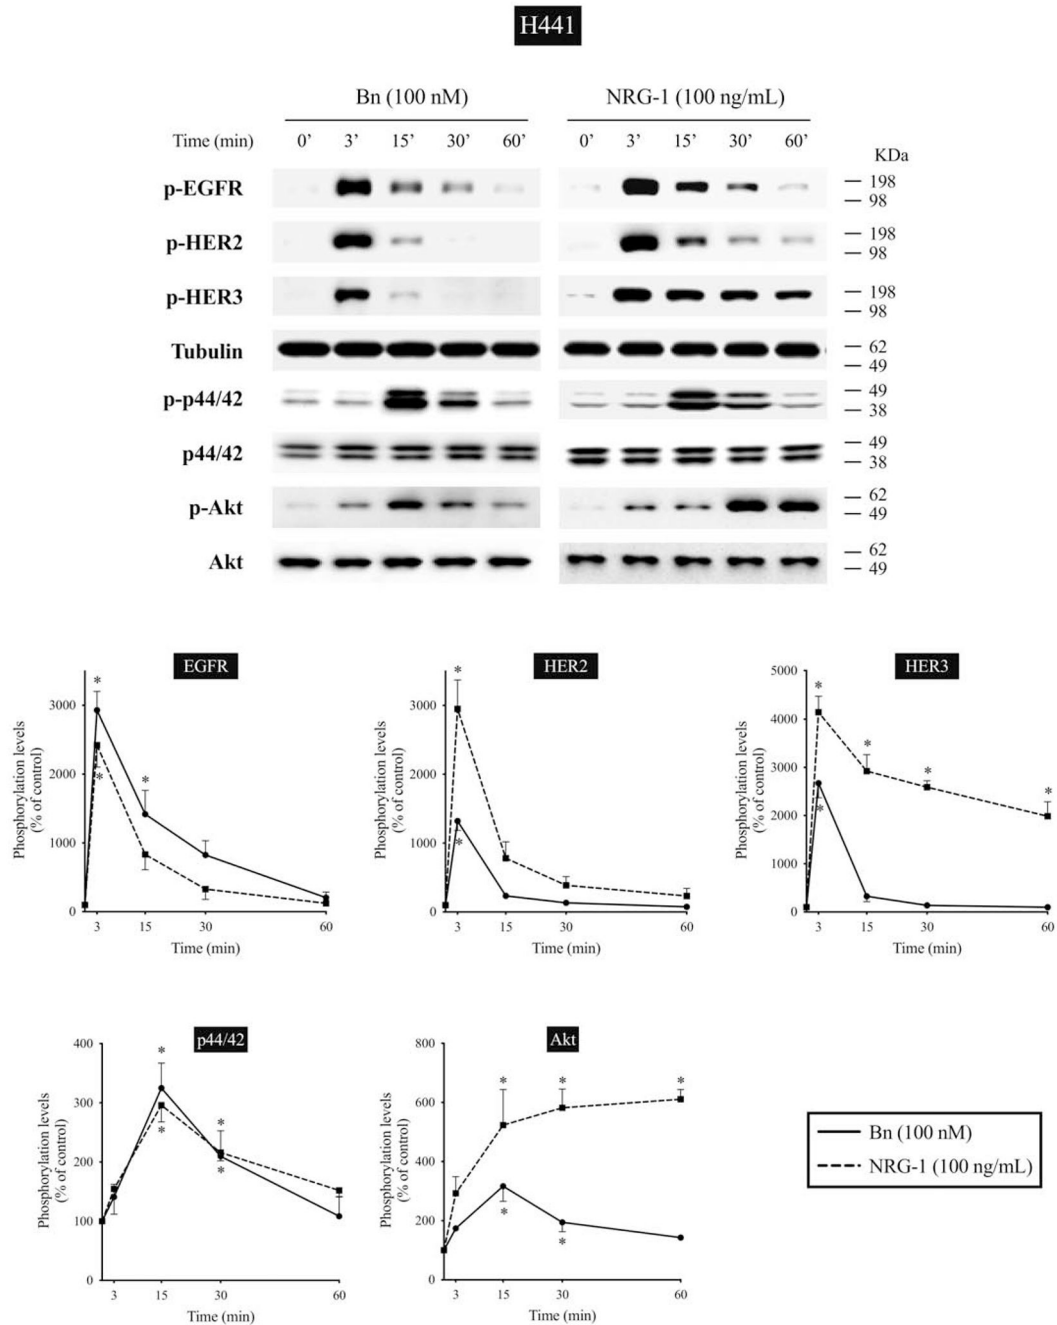 H441
Bn (100 nM) NRG-1 (100 ng/mL)
Time (min) 0’ 3’ 15’ 30’ 60’ 0’ 3’ 15’ 30’ 60’
KDa
p-EGFR 198
98
p-HER2 198
98
p-HER3 198
98
Tubulin 62
49
p-p44/42 49
38
p44/42 49
38
p-Akt 62
49
Akt 62
49
EGFR
Phosphorylation levels
(% of control)
3000
2000
1000
0
3 15 30 60
Time (min)
* * *
HER2
Phosphorylation levels
(% of control)
3000
2000
1000
0
3 15 30 60
Time (min)
* *
HER3
Phosphorylation levels
(% of control)
5000
4000
3000
2000
1000
0
3 15 30 60
Time (min)
* * * * *
p44/42
Phosphorylation levels
(% of control)
400
300
200
100
0
3 15 30 60
Time (min)
* * * *
Akt
Phosphorylation levels
(% of control)
800
600
400
200
0
3 15 30 60
Time (min)
* * * * *
Bn (100 nM)
NRG-1 (100 ng/mL)